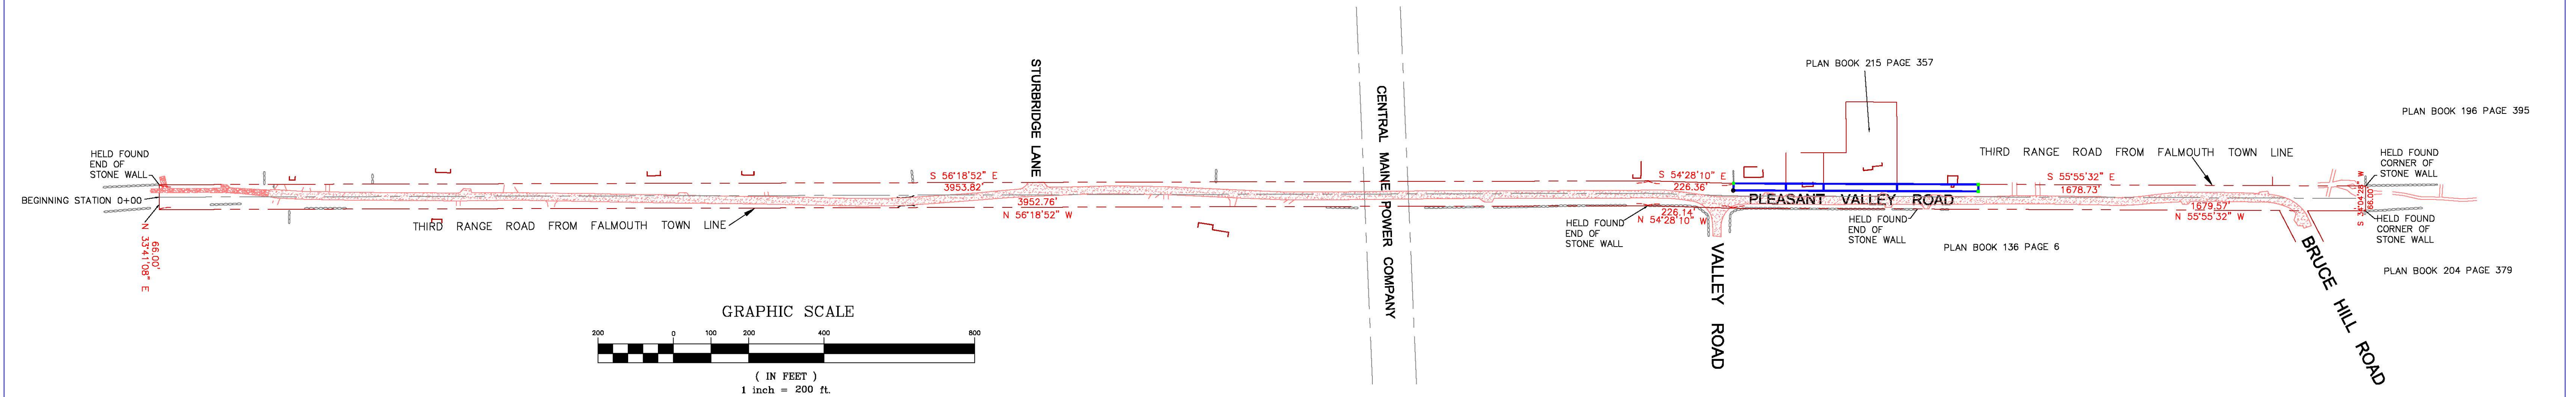 HELD FOUND
END OF
STONE WALL
BEGINNING STATION 0+00
N 33°41'08" E
66.00'
THIRD RANGE ROAD FROM FALMOUTH TOWN LINE
S 56°18'52" E
3953.82'
3952.76'
N 56°18'52" W
STURBRIDGE LANE
CENTRAL MAINE POWER COMPANY
GRAPHIC SCALE
200 0 100 200 400 800
( IN FEET )
1 inch = 200 ft.
HELD FOUND
END OF
STONE WALL
S 54°28'10" E
226.36'
226.14'
N 54°28'10" W
VALLEY ROAD
PLEASANT VALLEY ROAD
PLAN BOOK 215 PAGE 357
HELD FOUND
END OF
STONE WALL
PLAN BOOK 136 PAGE 6
THIRD RANGE ROAD FROM FALMOUTH TOWN LINE
S 55°55'32" E
1678.73'
1679.57'
N 55°55'32" W
BRUCE HILL ROAD
PLAN BOOK 196 PAGE 395
HELD FOUND
CORNER OF
STONE WALL
S 34°04'28" W
66.00'
HELD FOUND
CORNER OF
STONE WALL
PLAN BOOK 204 PAGE 379